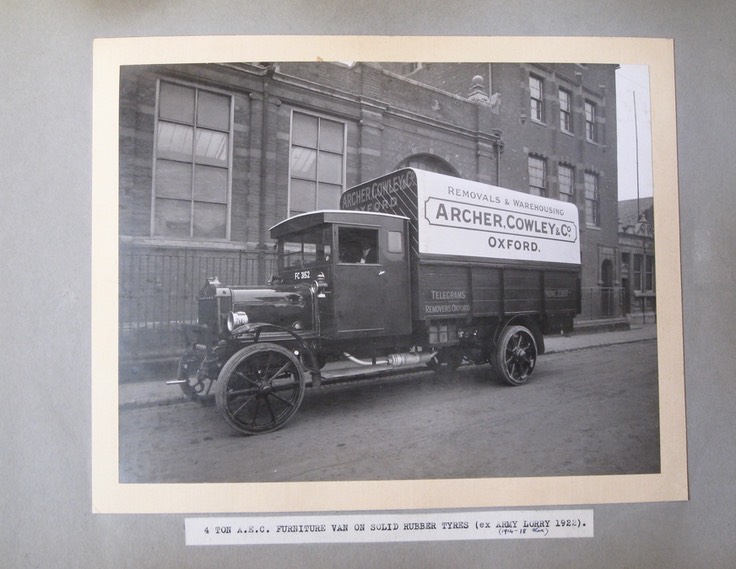 ARCHER, COWLEY & Co.
OXFORD
REMOVALS & WAREHOUSING
ARCHER, COWLEY & Co.
OXFORD.
FC 3162
TELEGRAMS
REMOVERS OXFORD
4 TON A.E.C. FURNITURE VAN ON SOLID RUBBER TYRES (ex ARMY LORRY 1922).
(1914-18 War)